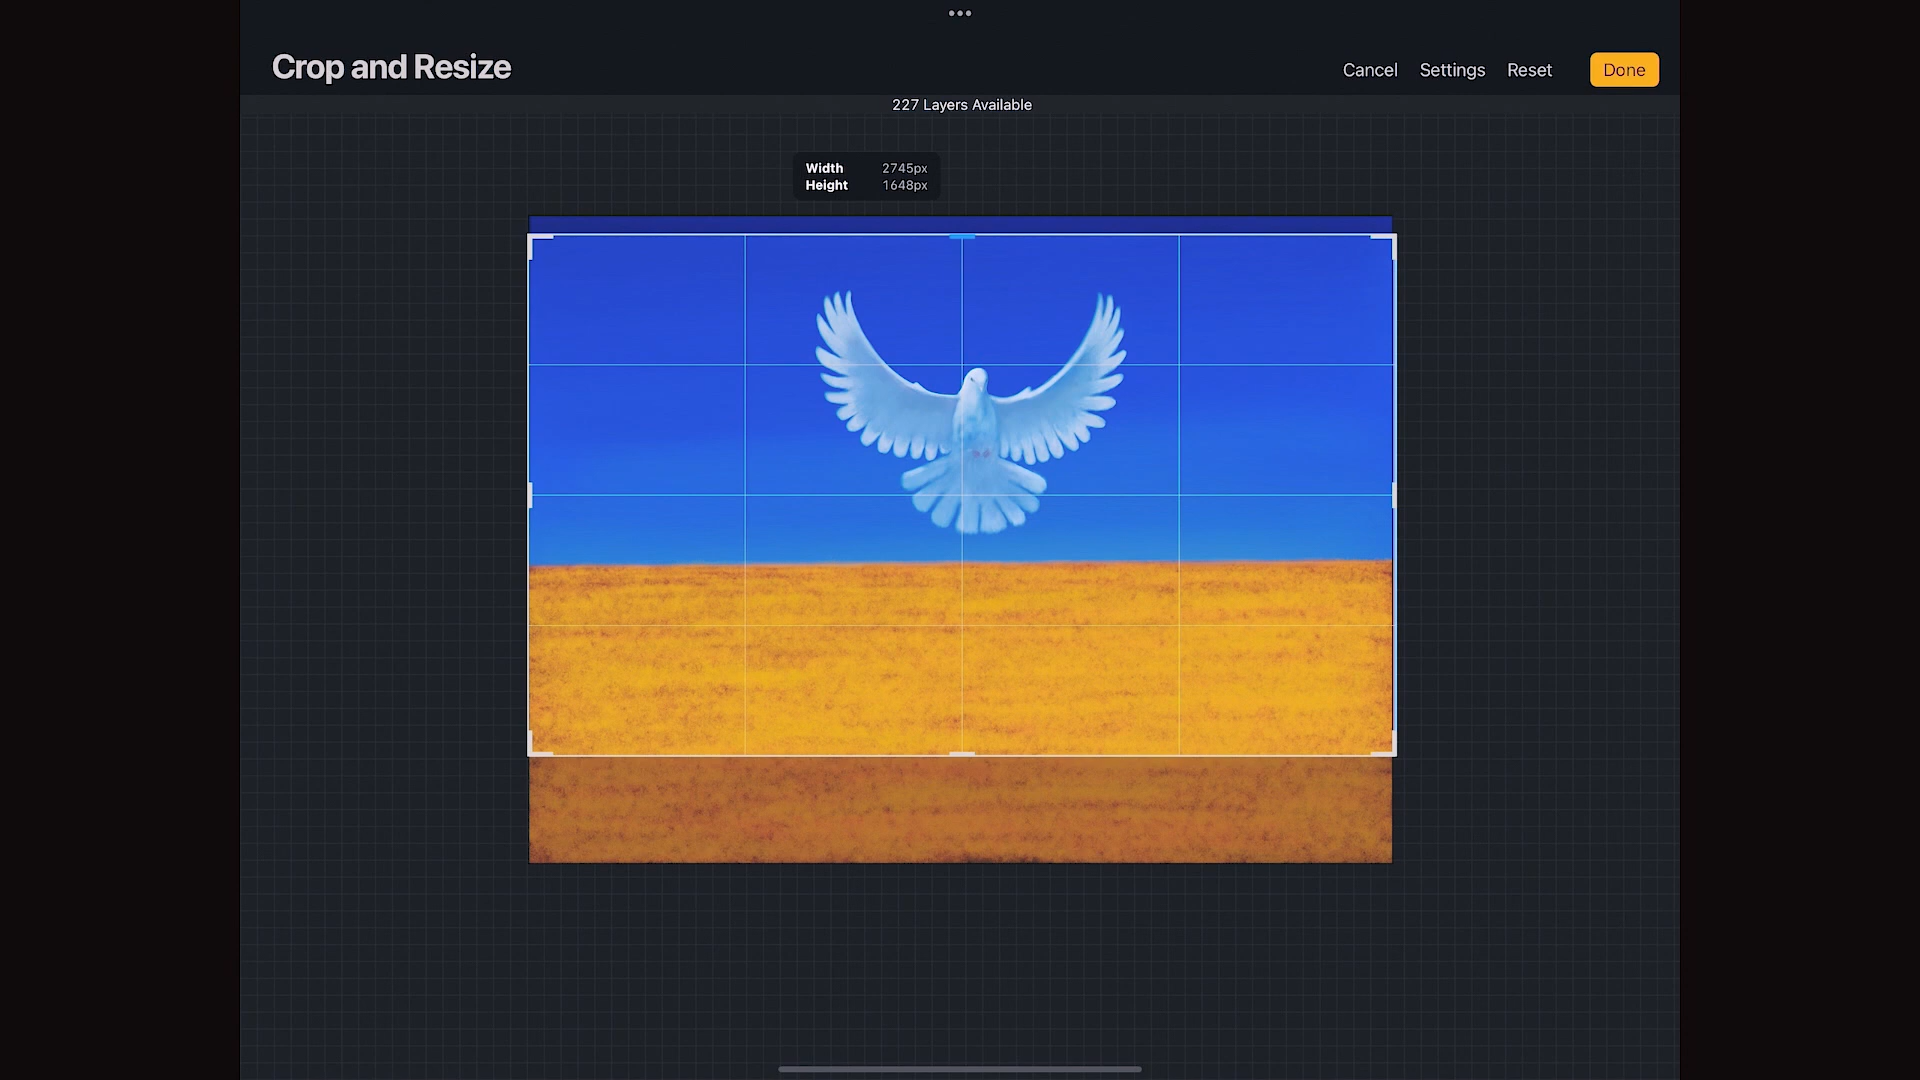 Crop and Resize
Cancel Settings Reset Done
227 Layers Available
Width 2745px
Height 1648px